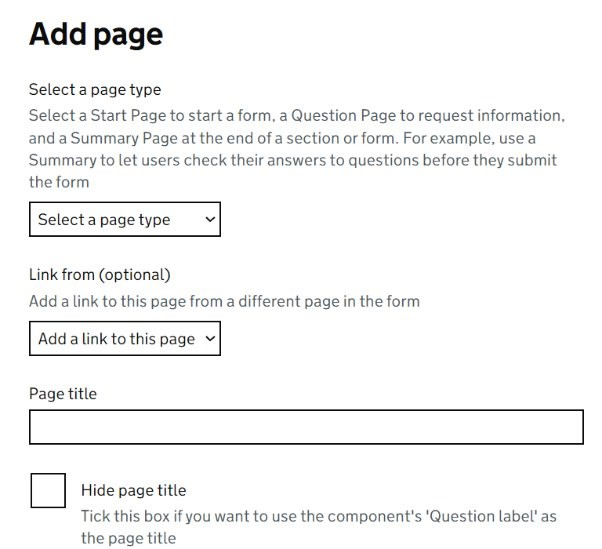 Add page
Select a page type
Select a Start Page to start a form, a Question Page to request information,
and a Summary Page at the end of a section or form. For example, use a
Summary to let users check their answers to questions before they submit
the form
Select a page type
Link from (optional)
Add a link to this page from a different page in the form
Add a link to this page
Page title
Hide page title
Tick this box if you want to use the component's 'Question label' as
the page title